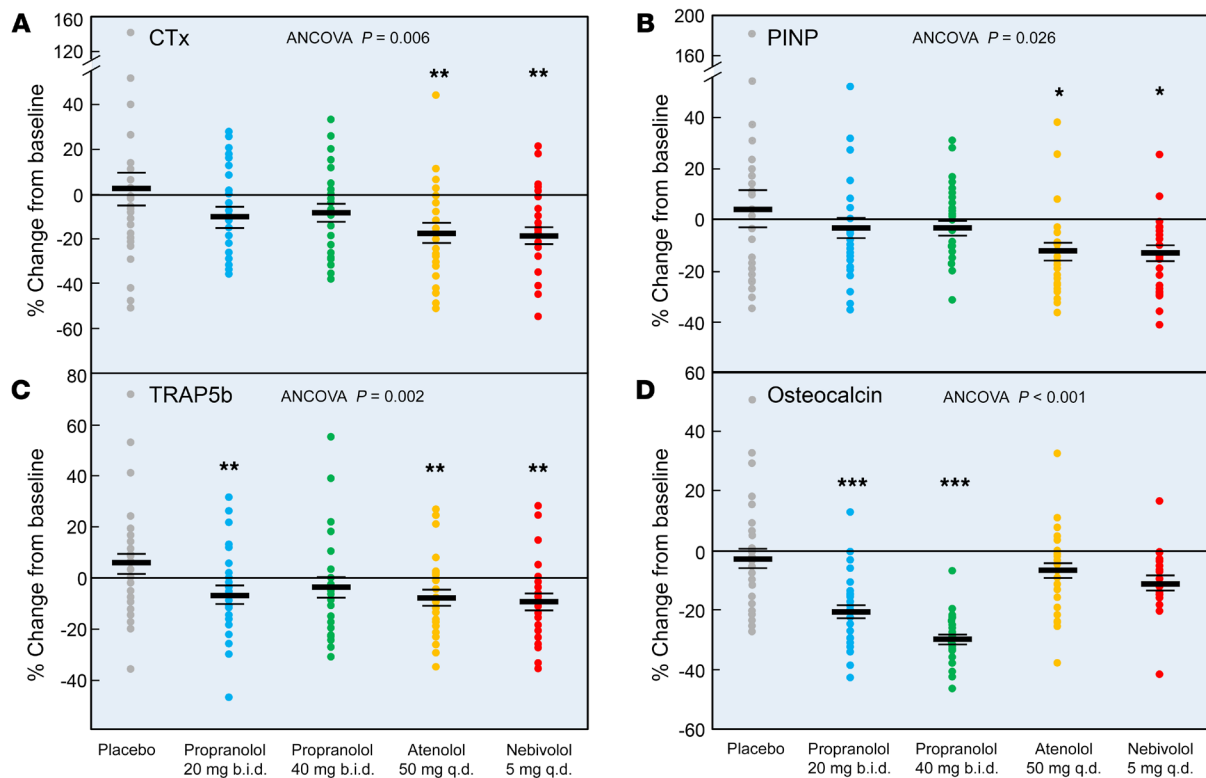 A
CTx
ANCOVA P = 0.006
% Change from baseline
160
120
40
20
0
-20
-40
-60
**
**
B
PINP
ANCOVA P = 0.026
% Change from baseline
200
180
40
20
0
-20
-40
60
*
*
C
TRAP5b
ANCOVA P = 0.002
% Change from baseline
80
60
40
20
0
-20
-40
**
**
**
Placebo
Propranolol
20 mg b.i.d.
Propranolol
40 mg b.i.d.
Atenolol
50 mg q.d.
Nebivolol
5 mg q.d.
D
Osteocalcin
ANCOVA P < 0.001
% Change from baseline
40
20
0
-20
-40
-60
***
***
Placebo
Propranolol
20 mg b.i.d.
Propranolol
40 mg b.i.d.
Atenolol
50 mg q.d.
Nebivolol
5 mg q.d.